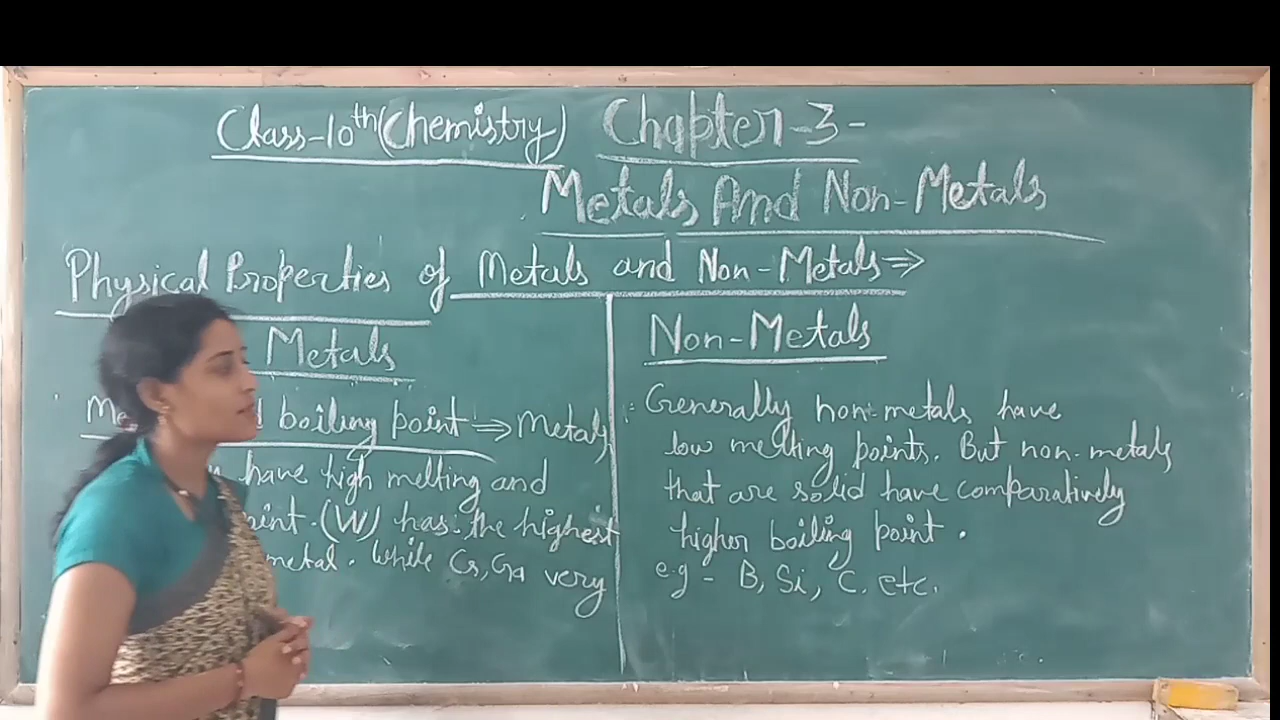 Class-10th (Chemistry) Chapter-3-
Metals And Non-Metals
Physical Properties of Metals and Non-Metals⇒
Metals
boiling point ⇒ Metals
have high melting and
(W) has the highest
metal. While Cs, Ga very
Non-Metals
Generally non-metals have
low melting points. But non-metals
that are solid have comparatively
higher boiling point.
e.g - B, Si, C. etc.